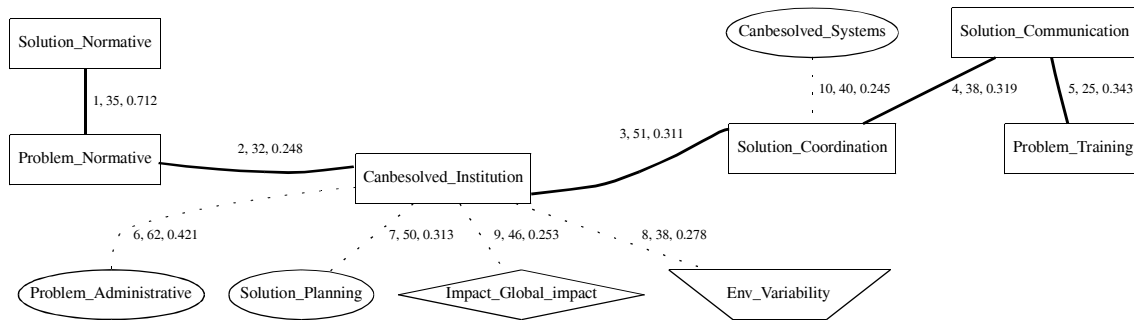 Solution_Normative
Canbesolved_Systems
Solution_Communication
1, 35, 0.712
10, 40, 0.245
4, 38, 0.319
5, 25, 0.343
Problem_Normative
2, 32, 0.248
3, 51, 0.311
Solution_Coordination
Problem_Training
Canbesolved_Institution
6, 62, 0.421
7, 50, 0.313
9, 46, 0.253
8, 38, 0.278
Problem_Administrative
Solution_Planning
Impact_Global_impact
Env_Variability